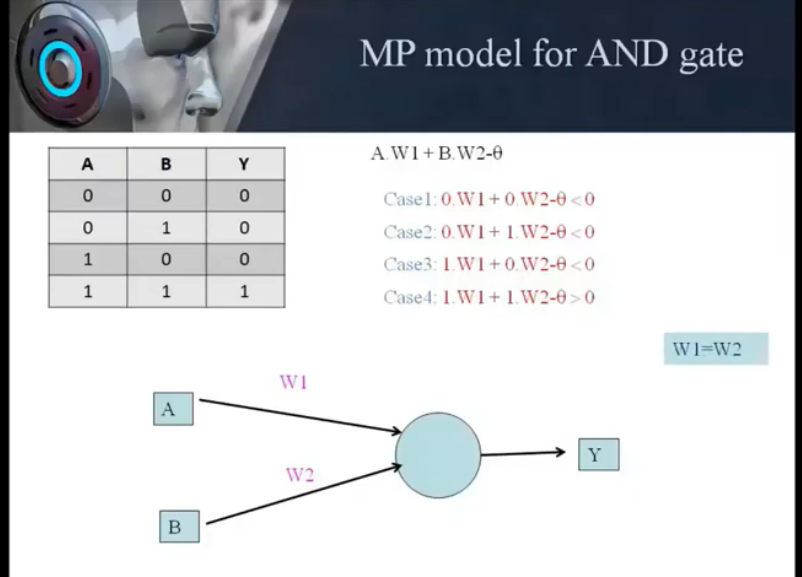 MP model for AND gate
A B Y
0 0 0
0 1 0
1 0 0
1 1 1
A.W1+B.W2-θ
Case1: 0.W1+0.W2-θ<0
Case2: 0.W1+1.W2-θ<0
Case3: 1.W1+0.W2-θ<0
Case4: 1.W1+1.W2-θ>0
W1=W2
W1
A
W2
Y
B